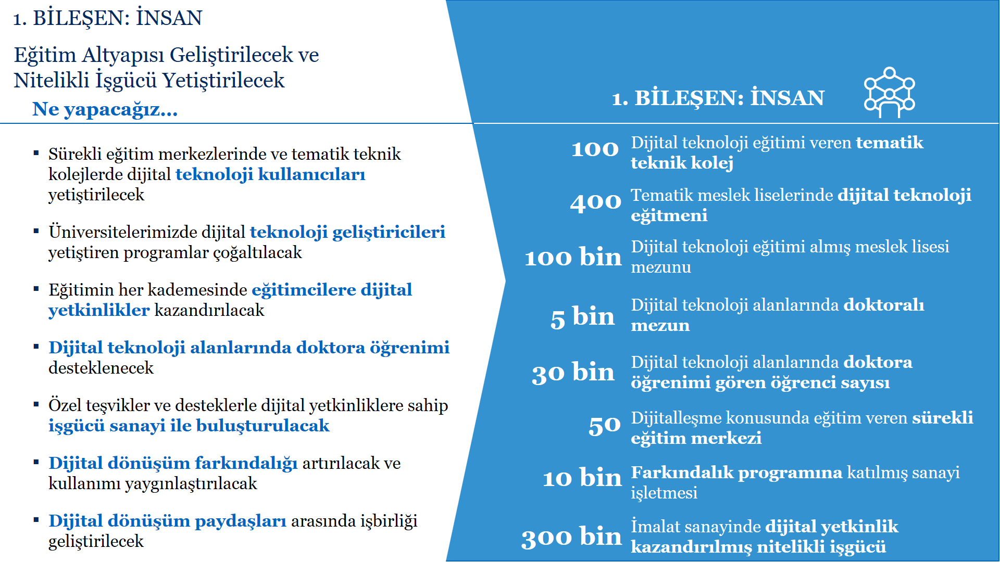 1. BİLEŞEN: İNSAN
Eğitim Altyapısı Geliştirilecek ve
Nitelikli İşgücü Yetiştirilecek
Ne yapacağız...
▪ Sürekli eğitim merkezlerinde ve tematik teknik
kolejlerde dijital teknoloji kullanıcıları
yetiştirilecek
▪ Üniversitelerimizde dijital teknoloji geliştiricileri
yetiştiren programlar çoğaltılacak
▪ Eğitimin her kademesinde eğitimcilere dijital
yetkinlikler kazandırılacak
▪ Dijital teknoloji alanlarında doktora öğrenimi
desteklenecek
▪ Özel teşvikler ve desteklerle dijital yetkinliklere sahip
işgücü sanayi ile buluşturulacak
▪ Dijital dönüşüm farkındalığı artırılacak ve
kullanımı yaygınlaştırılacak
▪ Dijital dönüşüm paydaşları arasında işbirliği
geliştirilecek
1. BİLEŞEN: İNSAN
100 Dijital teknoloji eğitimi veren tematik
teknik kolej
400 Tematik meslek liselerinde dijital teknoloji
eğitmeni
100 bin Dijital teknoloji eğitimi almış meslek lisesi
mezunu
5 bin Dijital teknoloji alanlarında doktoralı
mezun
30 bin Dijital teknoloji alanlarında doktora
öğrenimi gören öğrenci sayısı
50 Dijitalleşme konusunda eğitim veren sürekli
eğitim merkezi
10 bin Farkındalık programına katılmış sanayi
işletmesi
300 bin İmalat sanayinde dijital yetkinlik
kazandırılmış nitelikli işgücü